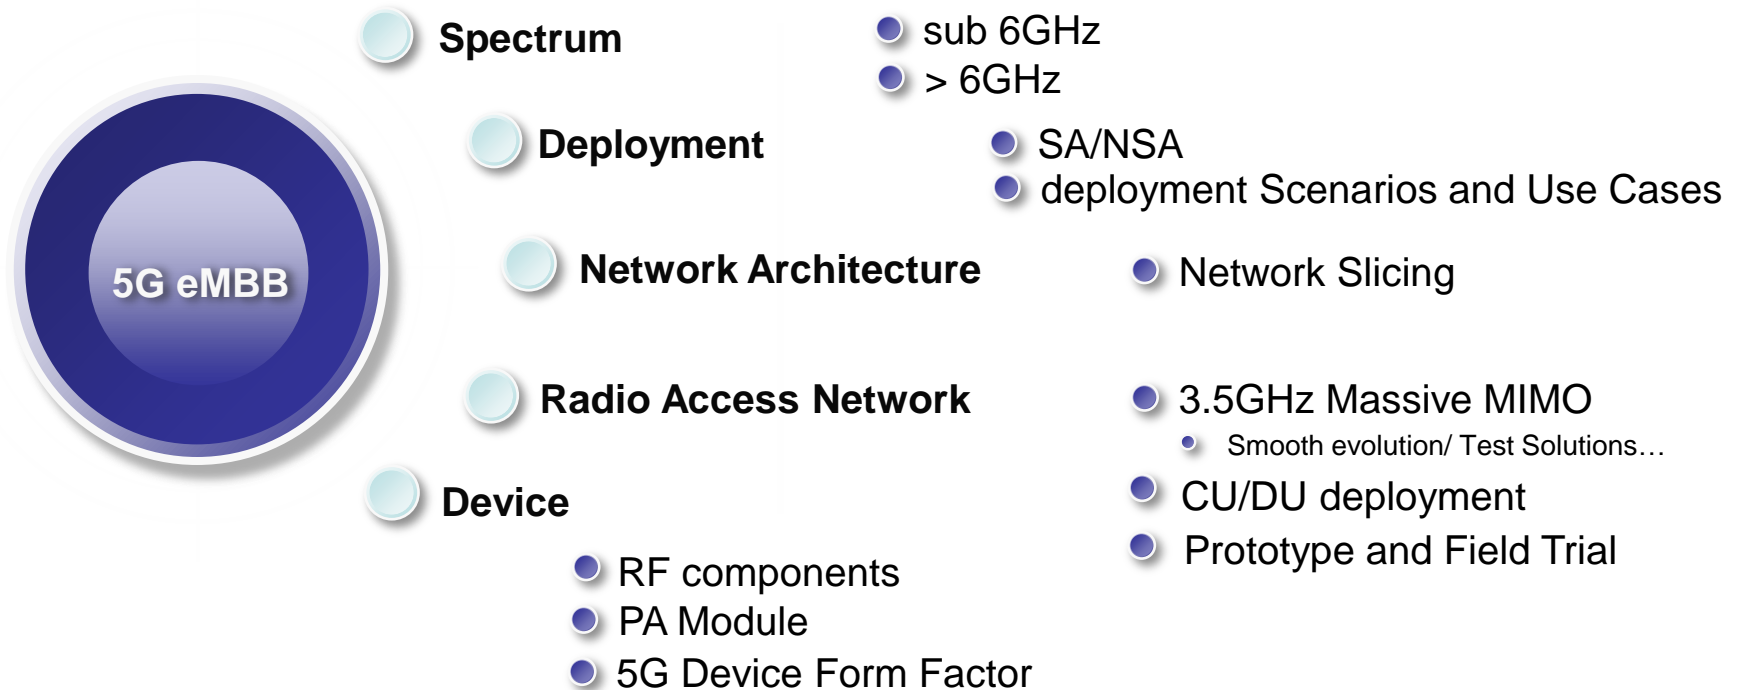 5G eMBB
Spectrum
sub 6GHz
> 6GHz
Deployment
SA/NSA
deployment Scenarios and Use Cases
Network Architecture
Network Slicing
Radio Access Network
3.5GHz Massive MIMO
Smooth evolution/ Test Solutions…
CU/DU deployment
Prototype and Field Trial
Device
RF components
PA Module
5G Device Form Factor